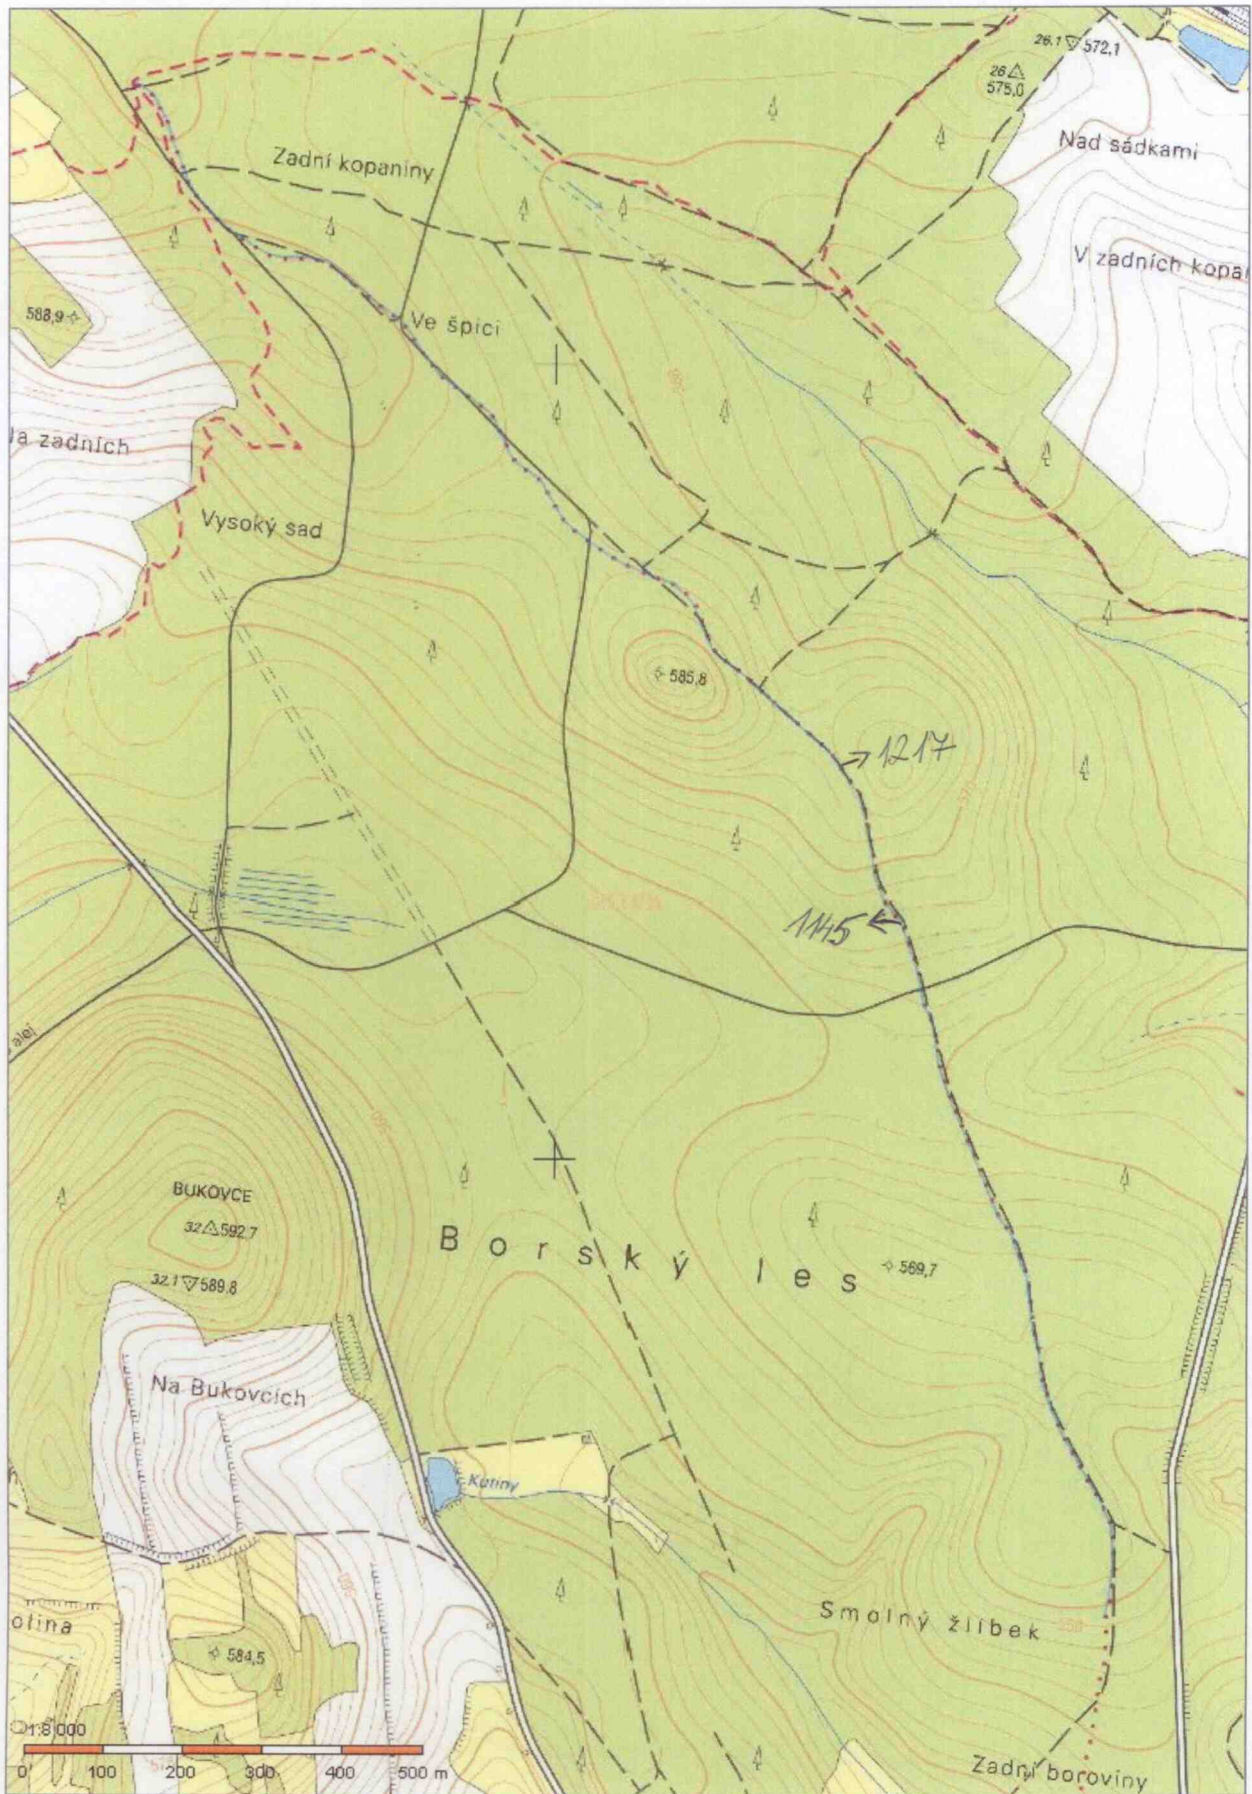 26.1 572,1
26
575,0
Nad sádkami
Zadní kopaniny
V zadních kopa
588,9
Ve špici
la zadních
Vysoký sad
585,8
1217
1145
alej
BUKOVCE
32 592,7
32.1 589,8
Borský les
569,7
Na Bukovcích
Kutiny
Smolný žlíbek
olina
584,5
1:8 000
0 100 200 300 400 500 m
Zadní boroviny